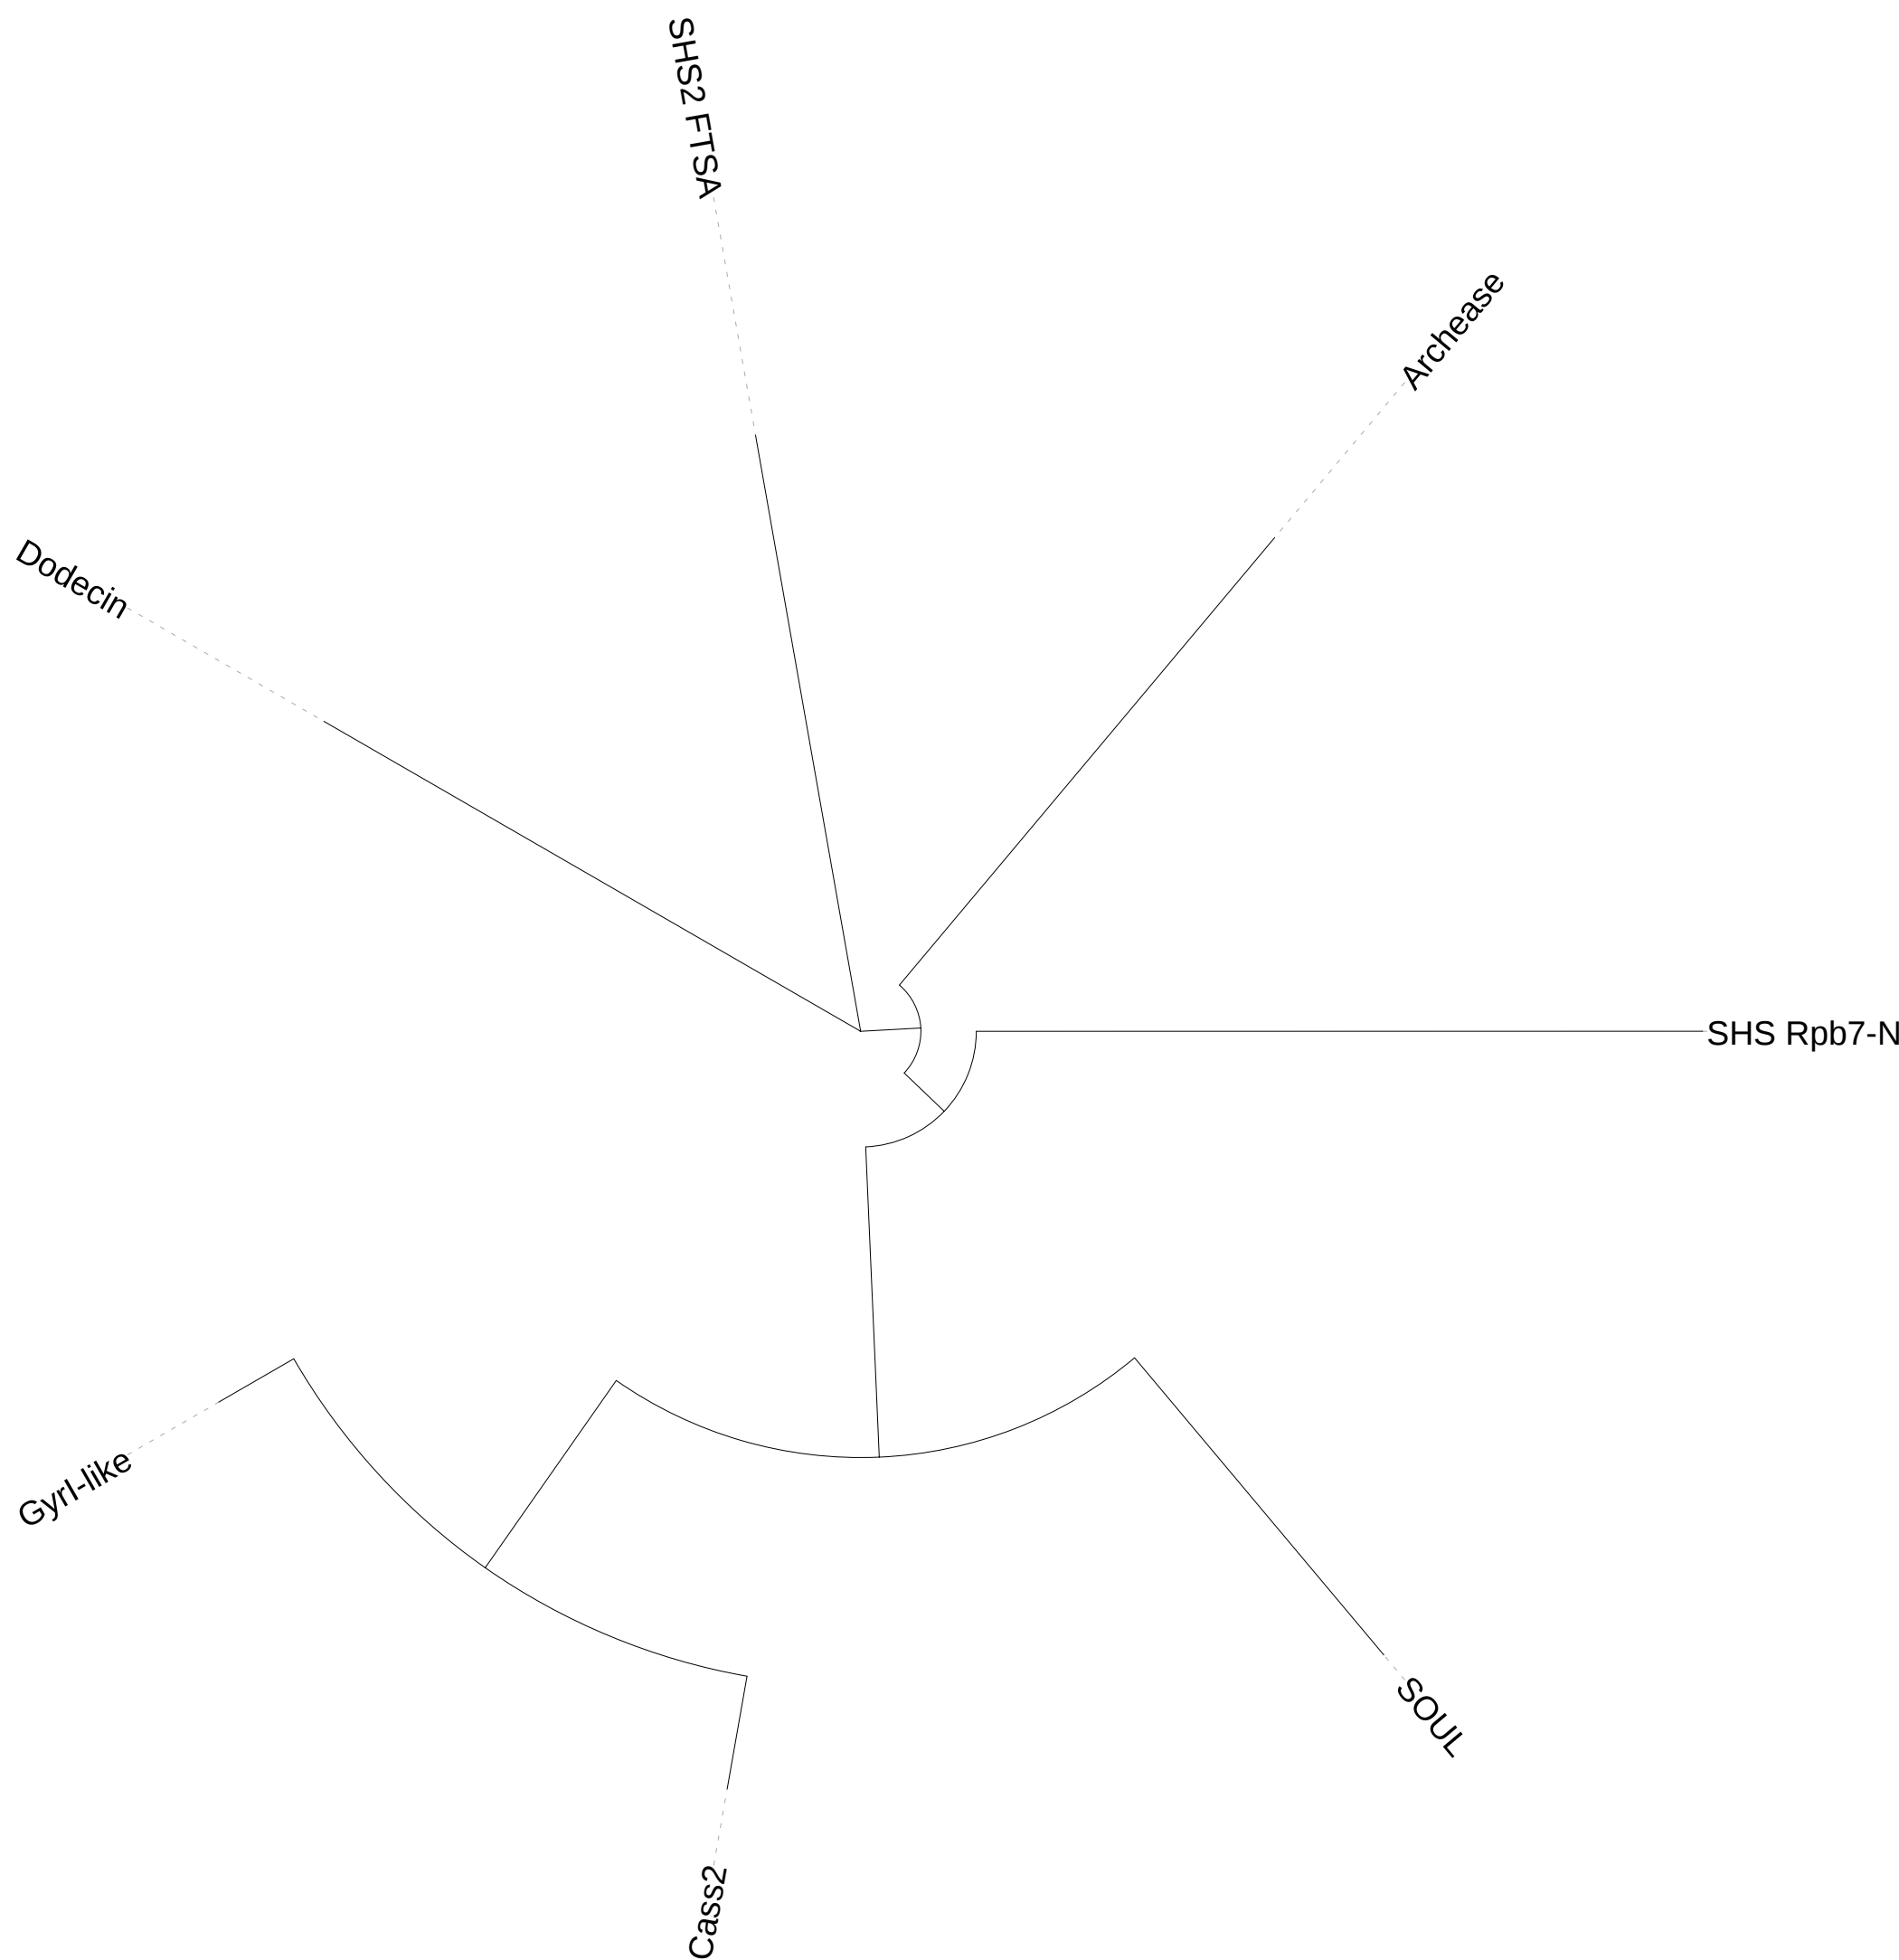 SHS2 FTSA
Archease
Dodecin
SHS Rpb7-N
GyrI-like
SOUL
Cass2